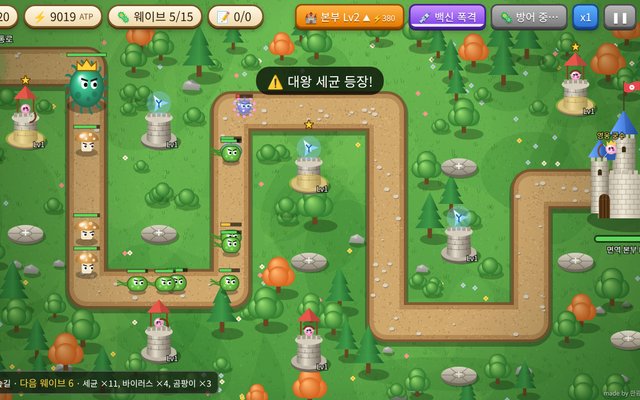 20
⚡ 9019 ATP
웨이브 5/15
0/0
본부 Lv2 ▲ ⚡380
백신 폭격
방어 중…
x1
통로
⚠ 대왕 세균 등장!
Lv1
Lv1
Lv1
Lv1
Lv1
Lv1
Lv1
면역 본부
길 · 다음 웨이브 6 · 세균 ×11, 바이러스 ×4, 곰팡이 ×3
made by